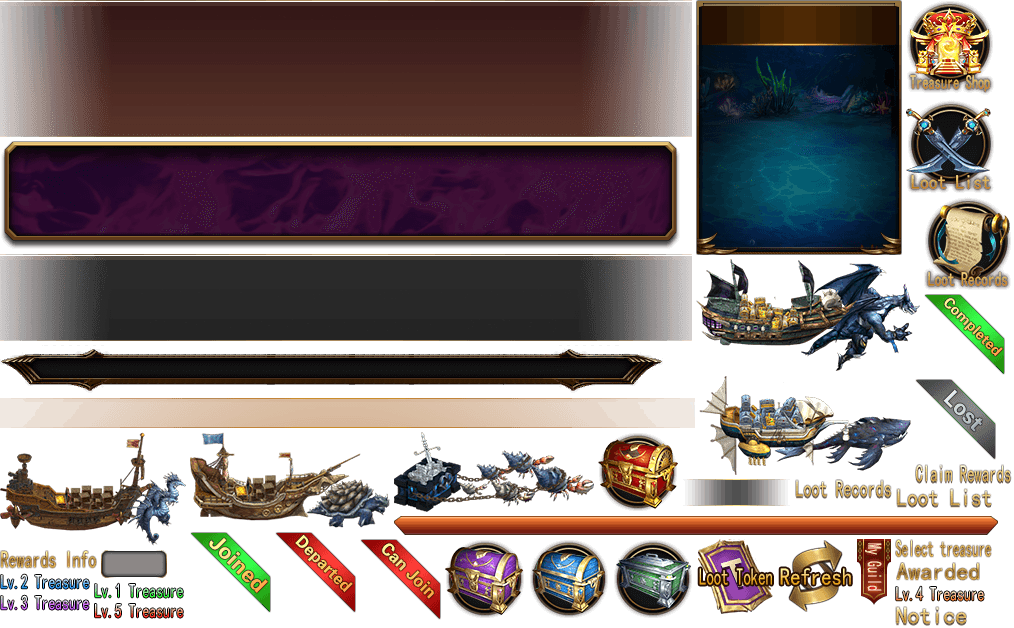 Treasure Shop
Loot List
Loot Records
Completed
Lost
Claim Rewards
Loot Records
Loot List
Rewards Info
Lv.2 Treasure
Lv.1 Treasure
Lv.3 Treasure
Lv.5 Treasure
Joined
Departed
Can Join
T
Loot Token
Refresh
My Guild
Select treasure
Awarded
Lv.4 Treasure
Notice